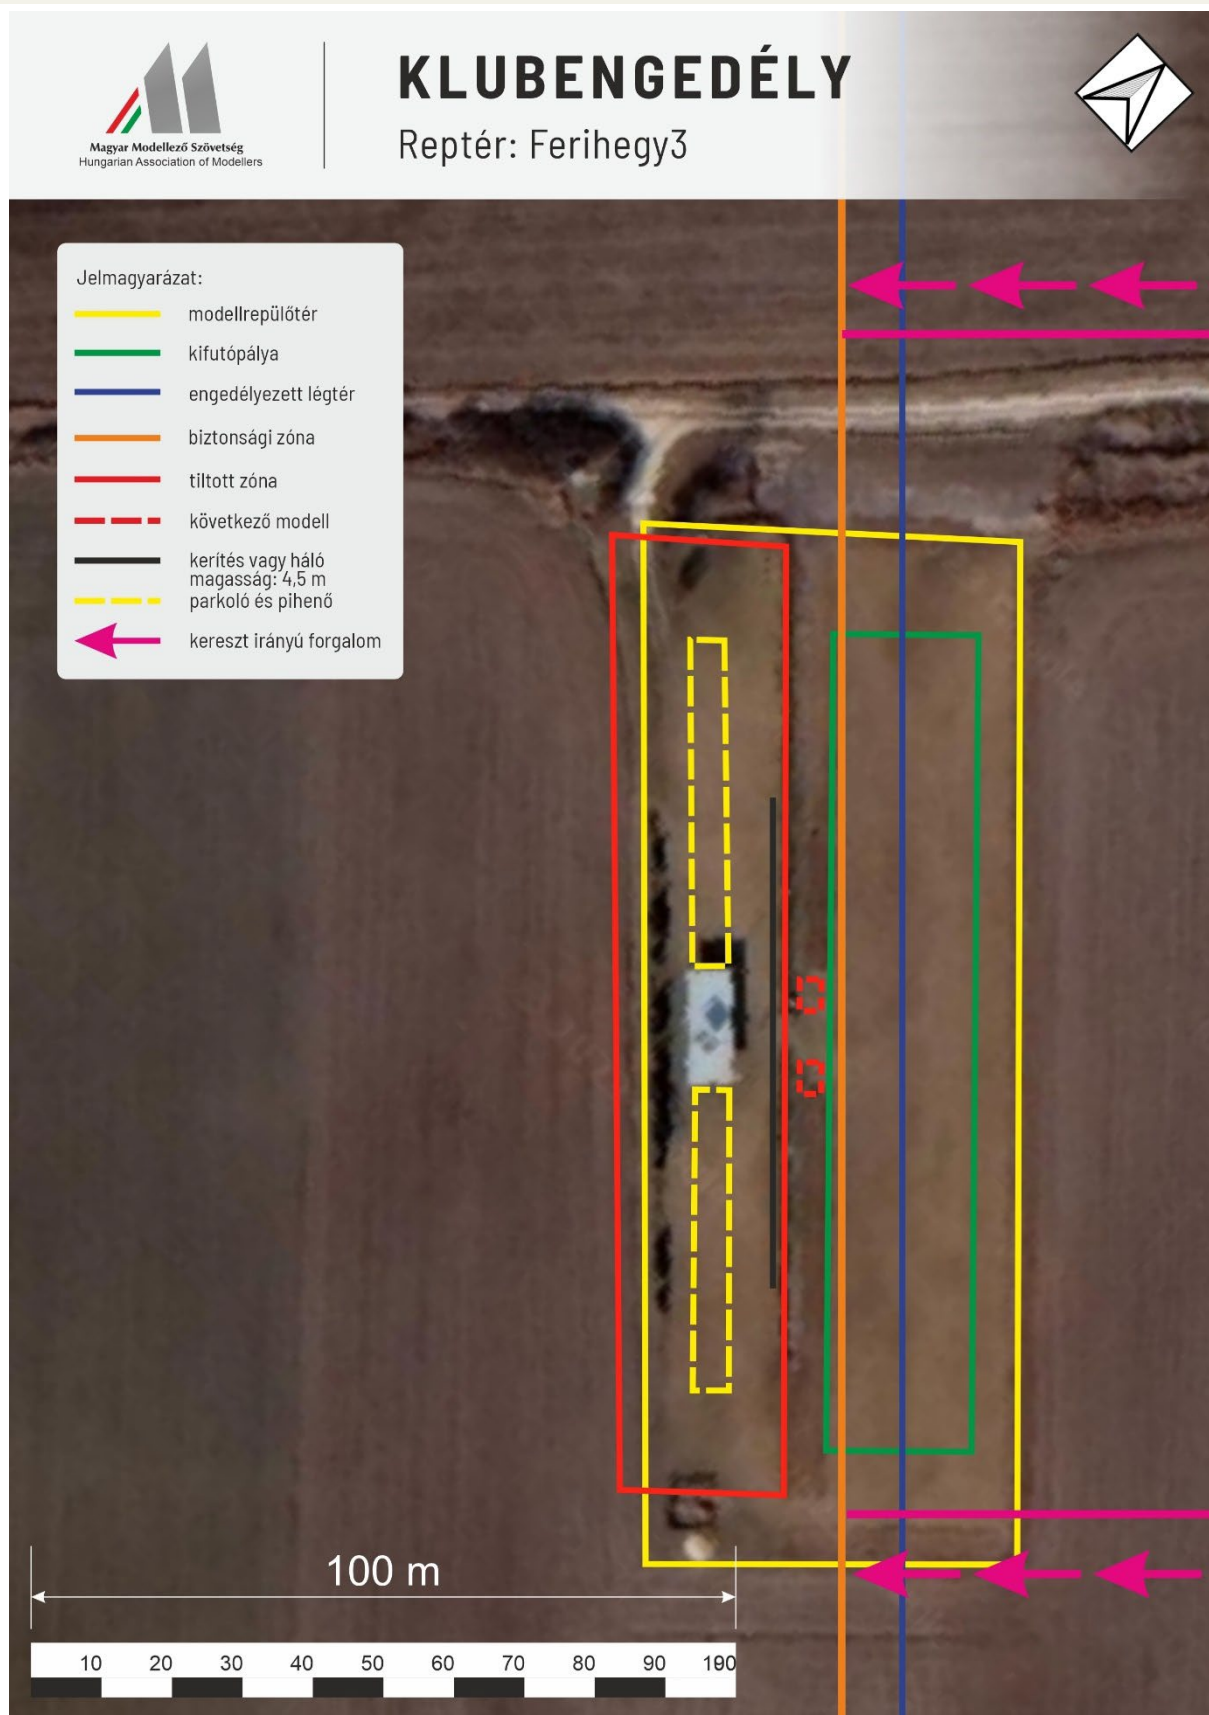 KLUBENGEDÉLY
Reptér: Ferihegy3
Magyar Modellező Szövetség
Hungarian Association of Modellers
Jelmagyarázat:
modellrepülőtér
kifutópálya
engedélyezett légtér
biztonsági zóna
tiltott zóna
következő modell
kerítés vagy háló
magasság: 4,5 m
parkoló és pihenő
kereszt irányú forgalom
100 m
10 20 30 40 50 60 70 80 90 190